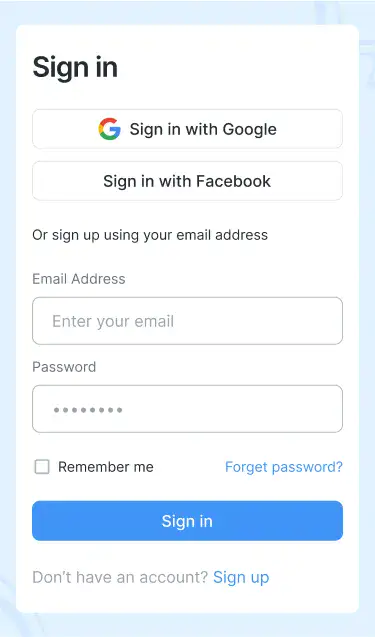 Sign in
Sign in with Google
Sign in with Facebook
Or sign up using your email address
Email Address
Enter your email
Password
••••••••
Remember me
Forget password?
Sign in
Don’t have an account? Sign up